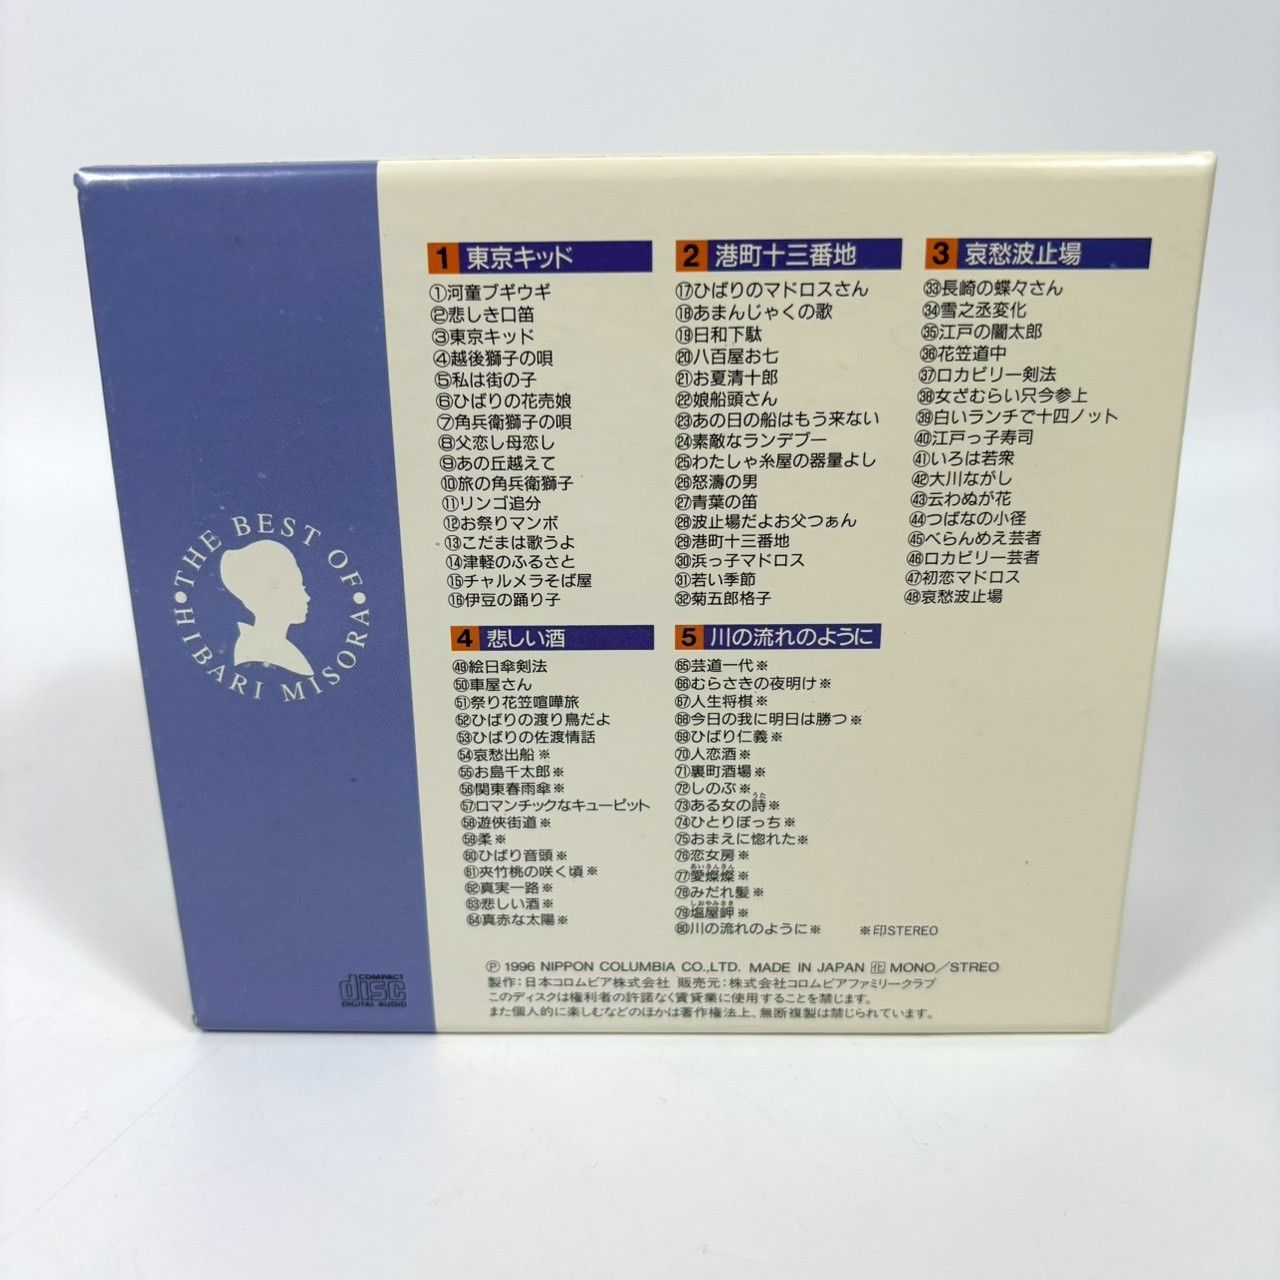 THE BEST OF
HIBARI MISORA
COMPACT
disc
DIGITAL AUDIO
1 東京キッド
①河童ブギウギ
②悲しき口笛
③東京キッド
④越後獅子の唄
⑤私は街の子
⑥ひばりの花売娘
⑦角兵衛獅子の唄
⑧父恋し母恋し
⑨あの丘越えて
⑩旅の角兵衛獅子
⑪リンゴ追分
⑫お祭りマンボ
⑬こだまは歌うよ
⑭津軽のふるさと
⑮チャルメラそば屋
⑯伊豆の踊り子
2 港町十三番地
⑰ひばりのマドロスさん
⑱あまんじゃくの歌
⑲日和下駄
⑳八百屋お七
㉑お夏清十郎
㉒娘船頭さん
㉓あの日の船はもう来ない
㉔素敵なランデブー
㉕わたしゃ糸屋の器量よし
㉖怒濤の男
㉗青葉の笛
㉘波止場だよお父つぁん
㉙港町十三番地
㉚浜っ子マドロス
㉛若い季節
㉜菊五郎格子
3 哀愁波止場
㉝長崎の蝶々さん
㉞雪之丞変化
㉟江戸の闇太郎
㊱花笠道中
㊲ロカビリー剣法
㊳女ざむらい只今参上
㊴白いランチで十四ノット
㊵江戸っ子寿司
㊶いろは若衆
㊷大川ながし
㊸云わぬが花
㊹つばなの小径
㊺べらんめえ芸者
㊻ロカビリー芸者
㊼初恋マドロス
㊽哀愁波止場
4 悲しい酒
㊾絵日傘剣法
㊿車屋さん
51祭り花笠喧嘩旅
52ひばりの渡り鳥だよ
53ひばりの佐渡情話
54哀愁出船※
55お島千太郎※
56関東春雨傘※
57ロマンチックなキューピット
58遊侠街道※
59柔※
60ひばり音頭※
61夾竹桃の咲く頃※
62真実一路※
63悲しい酒※
64真赤な太陽※
5 川の流れのように
65芸道一代※
66むらさきの夜明け※
67人生将棋※
68今日の我に明日は勝つ※
69ひばり仁義※
70人恋酒※
71裏町酒場※
72しのぶ※
うた
73ある女の詩※
74ひとりぼっち※
75おまえに惚れた※
76恋女房※
あいさんさん
77愛燦燦※
78みだれ髪※
しおやみさき
79塩屋岬※
80川の流れのように※
※印STEREO
Ⓟ 1996 NIPPON COLUMBIA CO.,LTD. MADE IN JAPAN 化 MONO／STREO
製作：日本コロムビア株式会社 販売元：株式会社コロムビアファミリークラブ
このディスクは権利者の許諾なく賃貸業に使用することを禁じます。
また個人的に楽しむなどのほかは著作権法上、無断複製は禁じられています。